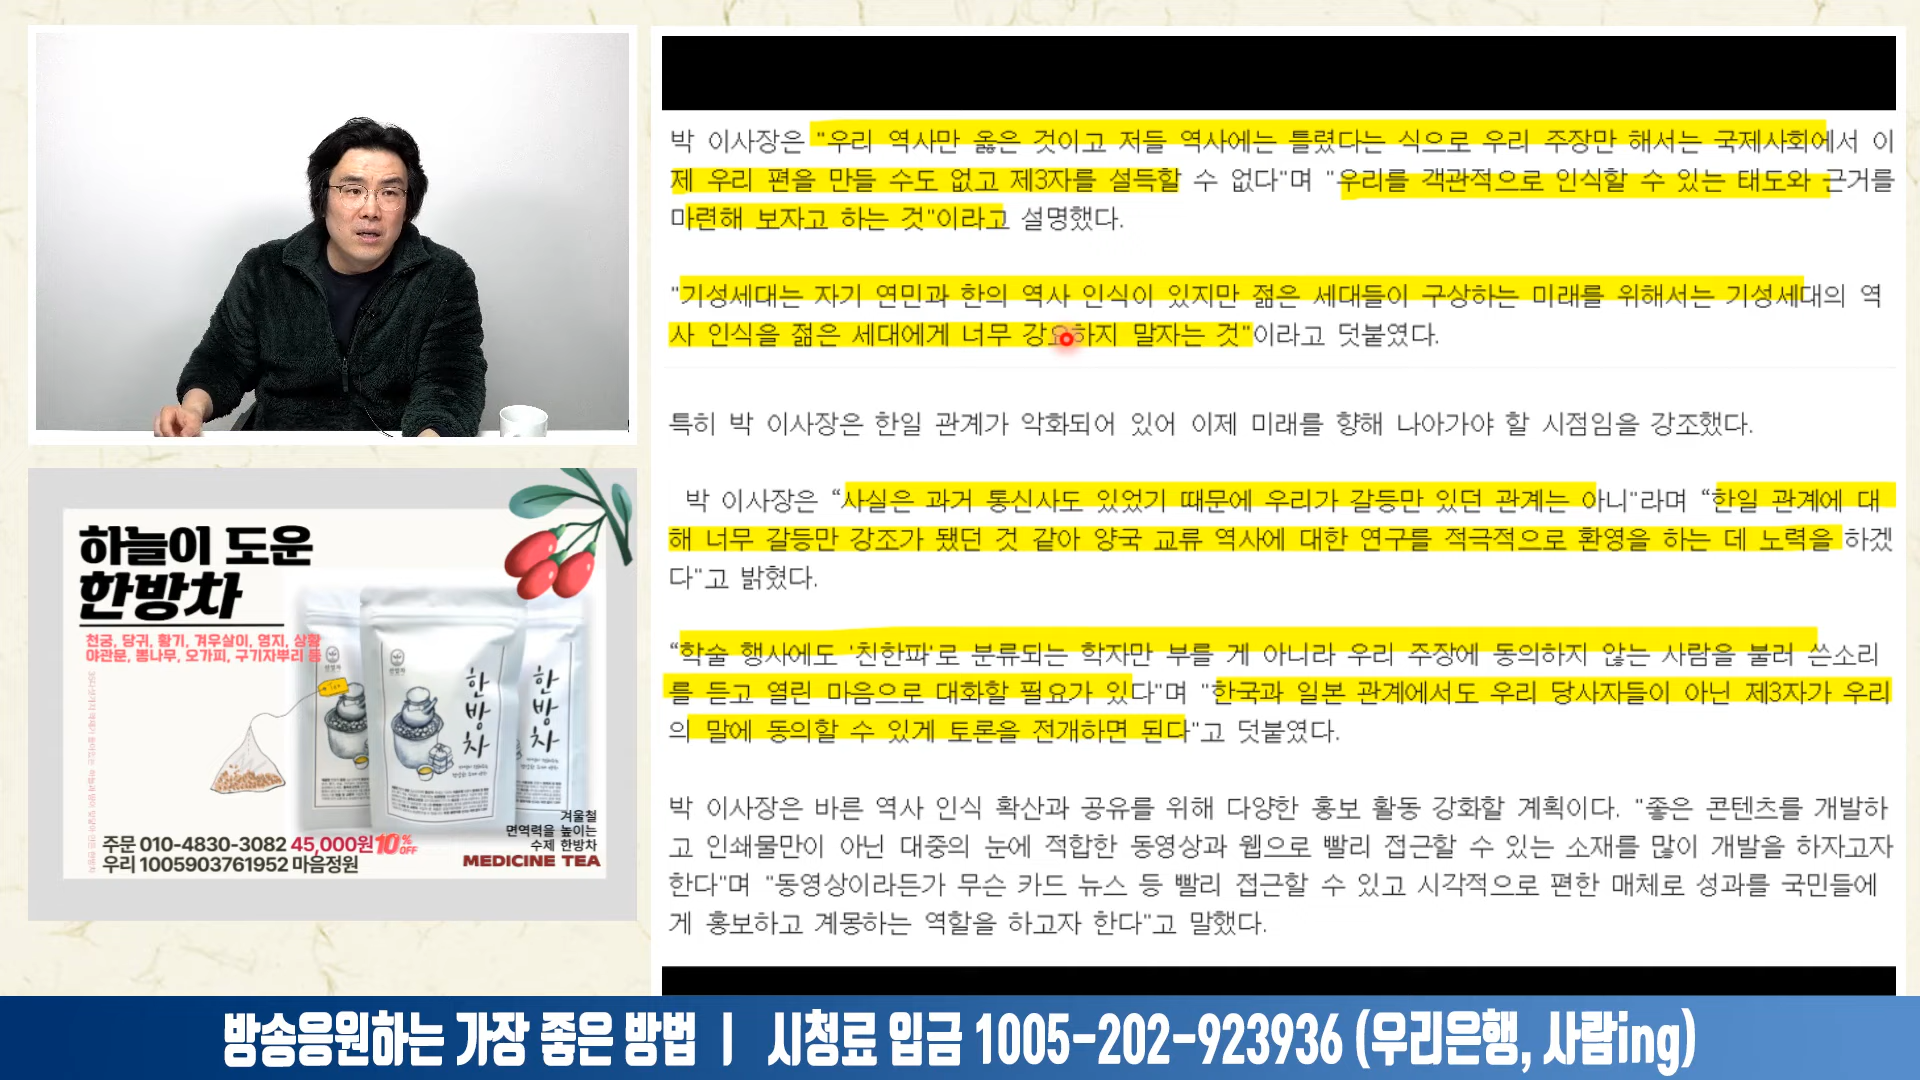 박 이사장은 "우리 역사만 옳은 것이고 저들 역사에는 틀렸다는 식으로 우리 주장만 해서는 국제사회에서 이
제 우리 편을 만들 수도 없고 제3자를 설득할 수 없다"며 "우리를 객관적으로 인식할 수 있는 태도와 근거를
마련해 보자고 하는 것"이라고 설명했다.
"기성세대는 자기 연민과 한의 역사 인식이 있지만 젊은 세대들이 구상하는 미래를 위해서는 기성세대의 역
사 인식을 젊은 세대에게 너무 강요하지 말자는 것"이라고 덧붙였다.
특히 박 이사장은 한일 관계가 악화되어 있어 이제 미래를 향해 나아가야 할 시점임을 강조했다.
박 이사장은 “사실은 과거 통신사도 있었기 때문에 우리가 갈등만 있던 관계는 아니"라며 “한일 관계에 대
해 너무 갈등만 강조가 됐던 것 같아 양국 교류 역사에 대한 연구를 적극적으로 환영을 하는 데 노력을 하겠
다"고 밝혔다.
“학술 행사에도 '친한파'로 분류되는 학자만 부를 게 아니라 우리 주장에 동의하지 않는 사람을 불러 쓴소리
를 듣고 열린 마음으로 대화할 필요가 있다"며 "한국과 일본 관계에서도 우리 당사자들이 아닌 제3자가 우리
의 말에 동의할 수 있게 토론을 전개하면 된다"고 덧붙였다.
박 이사장은 바른 역사 인식 확산과 공유를 위해 다양한 홍보 활동 강화할 계획이다. "좋은 콘텐츠를 개발하
고 인쇄물만이 아닌 대중의 눈에 적합한 동영상과 웹으로 빨리 접근할 수 있는 소재를 많이 개발을 하자고자
한다"며 "동영상이라든가 무슨 카드 뉴스 등 빨리 접근할 수 있고 시각적으로 편한 매체로 성과를 국민들에
게 홍보하고 계몽하는 역할을 하고자 한다"고 말했다.
하늘이 도운
한방차
천궁, 당귀, 황기, 겨우살이, 영지, 상황
야관문, 뽕나무, 오가피, 구기자뿌리 등
한방차
한방차
겨울철
면역력을 높이는
수제 한방차
MEDICINE TEA
주문 010-4830-3082 45,000원 10% OFF
우리 1005903761952 마음정원
방송응원하는 가장 좋은 방법 | 시청료 입금 1005-202-923936 (우리은행, 사람ing)